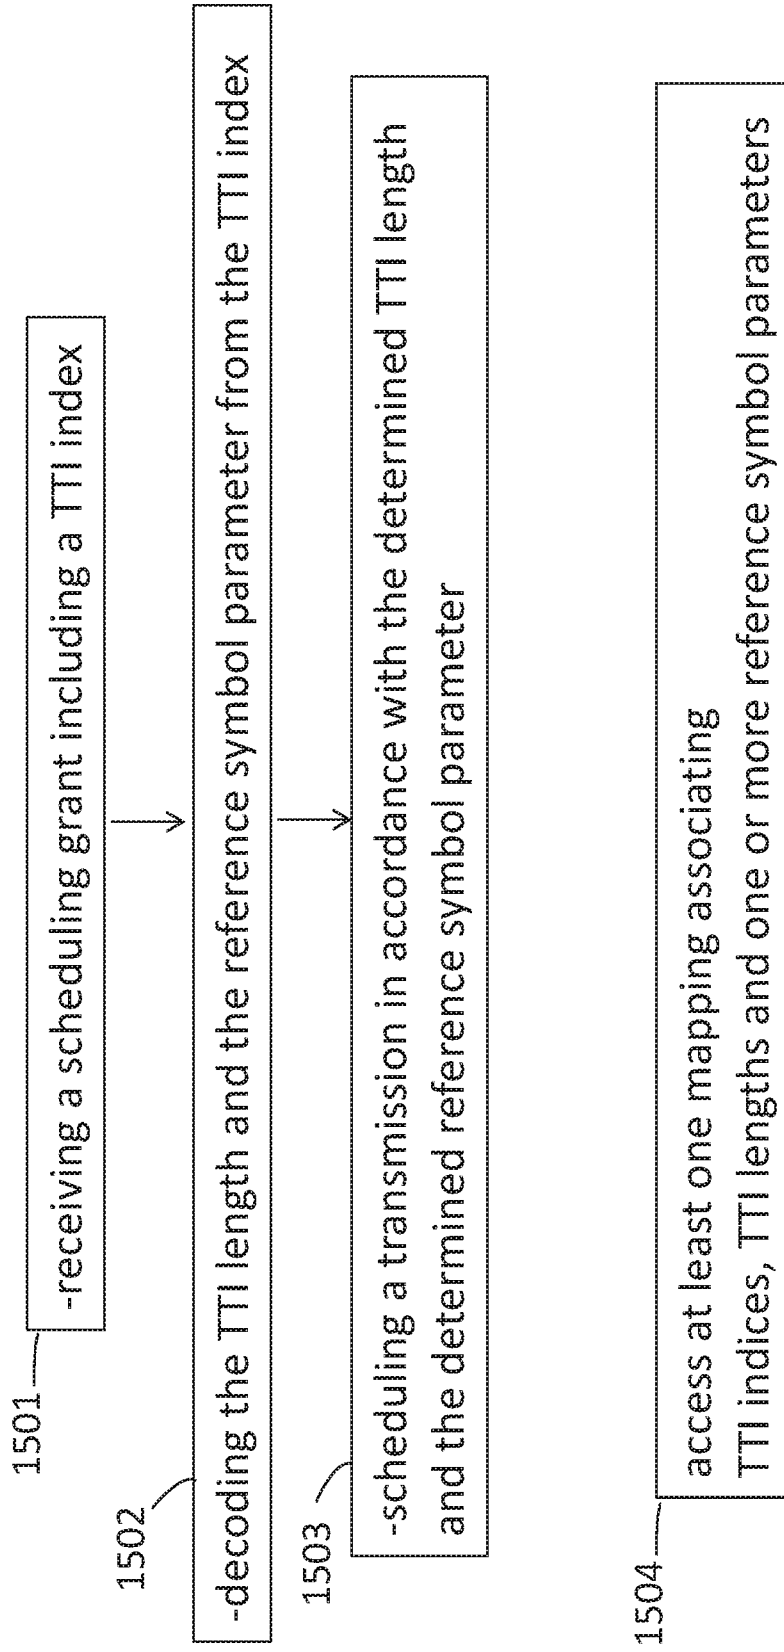 1501
-receiving a scheduling grant including a TTI index
1502
-decoding the TTI length and the reference symbol parameter from the TTI index
1503
-scheduling a transmission in accordance with the determined TTI length
and the determined reference symbol parameter
1504
access at least one mapping associating
TTI indices, TTI lengths and one or more reference symbol parameters